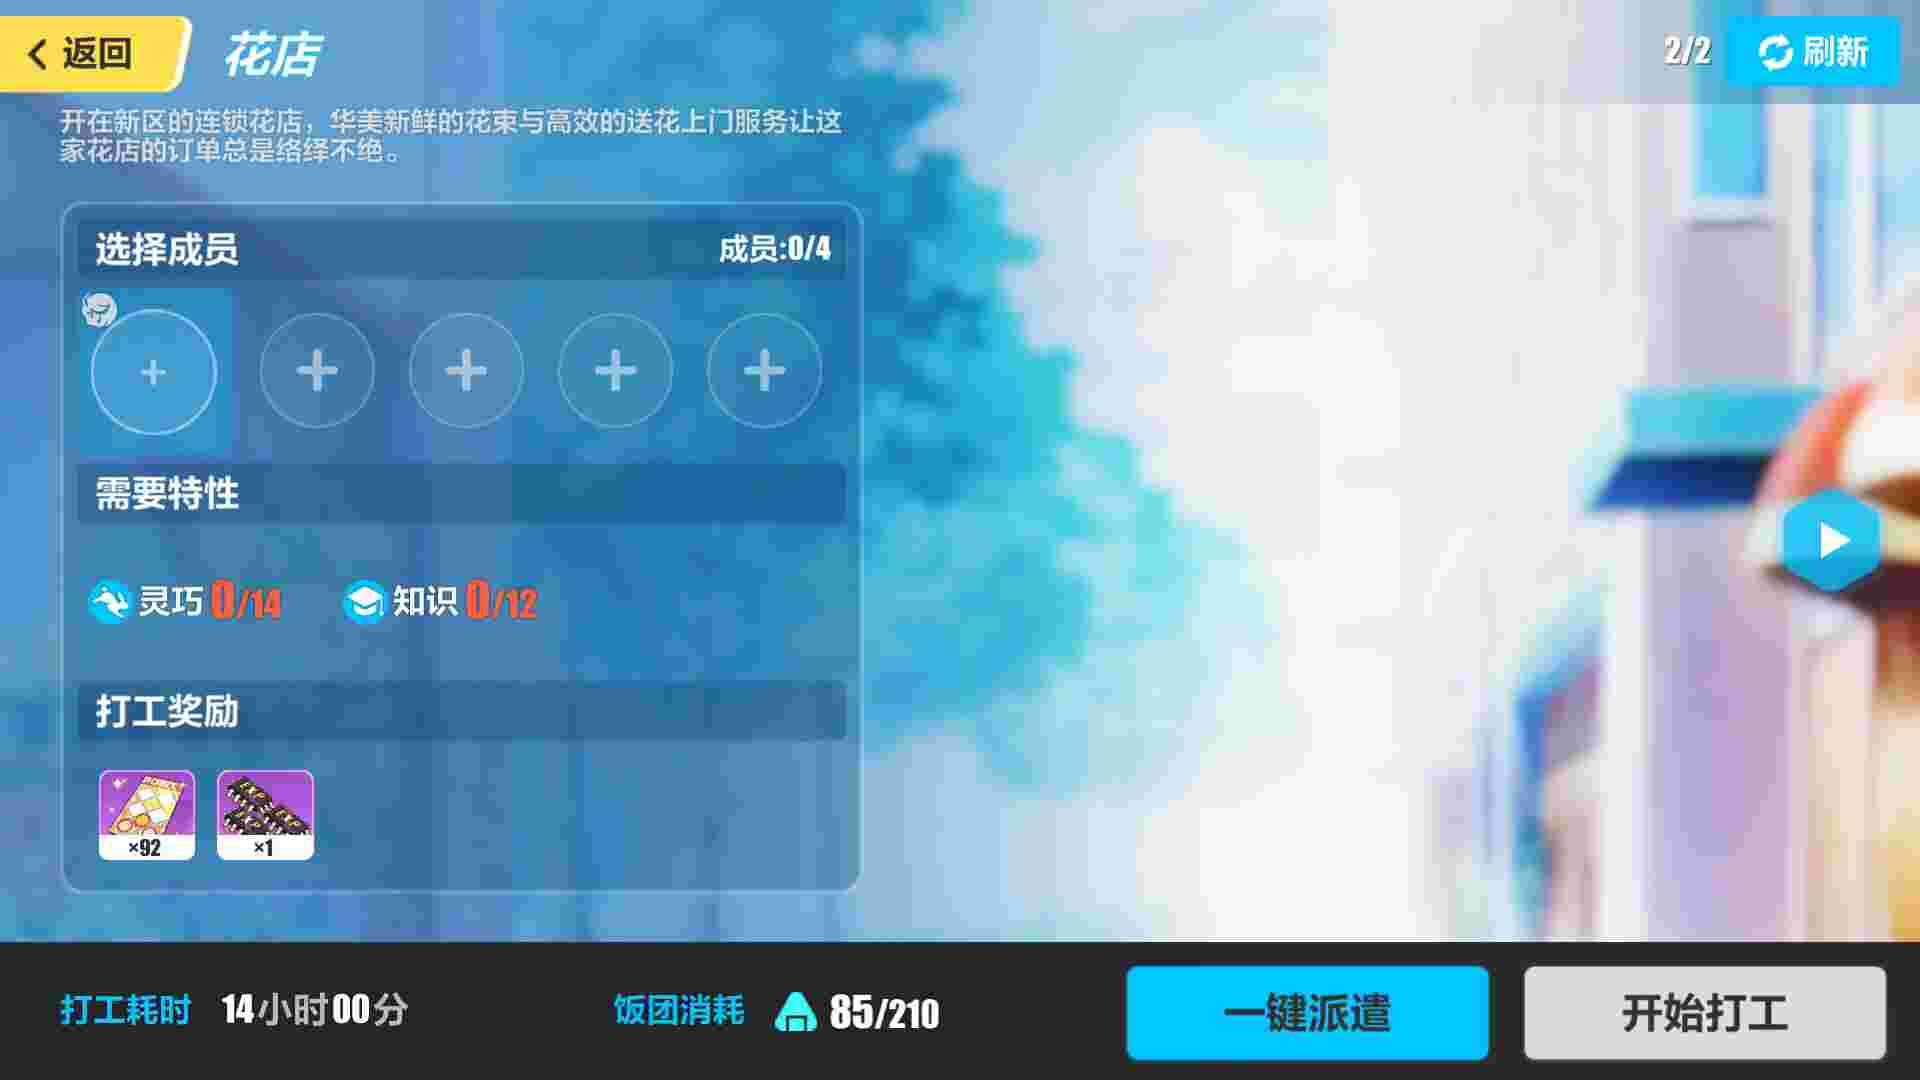 返回
花店
2/2
刷新
开在新区的连锁花店，华美新鲜的花束与高效的送花上门服务让这
家花店的订单总是络绎不绝。
选择成员
成员:0/4
需要特性
灵巧 0/14
知识 0/12
打工奖励
×92
×1
打工耗时 14小时00分
饭团消耗 85/210
一键派遣
开始打工